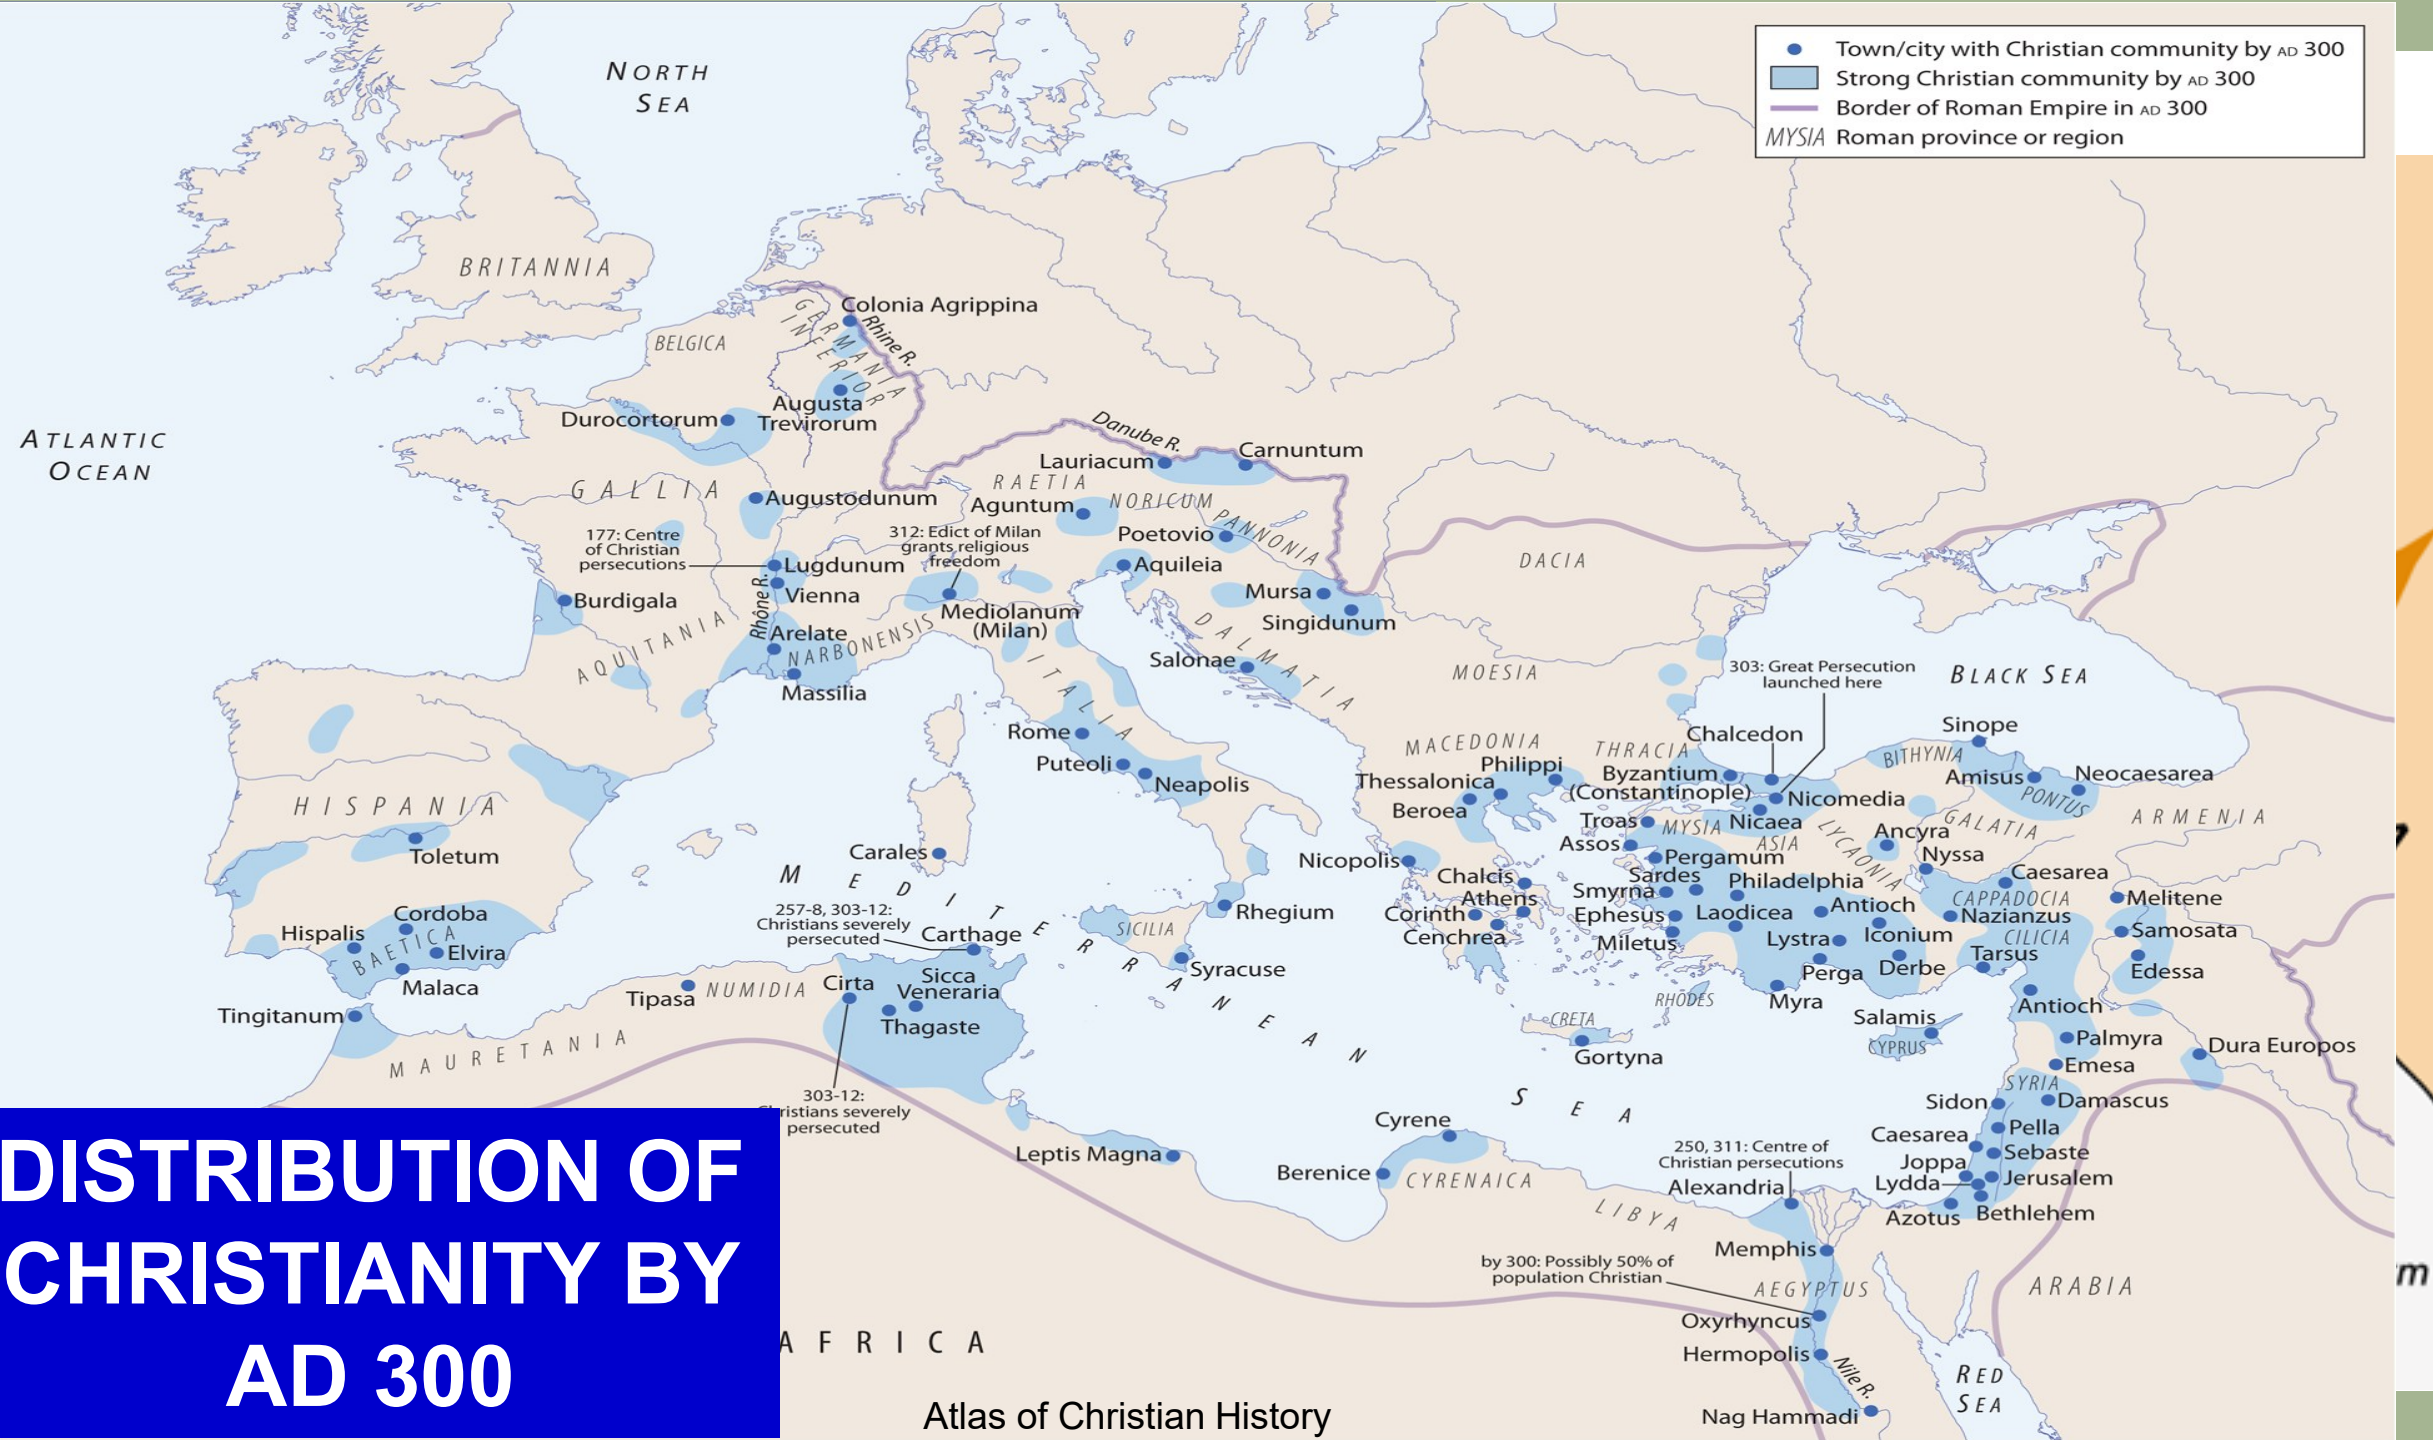 Town/city with Christian community by AD 300
Strong Christian community by AD 300
Border of Roman Empire in AD 300
MYSIA Roman province or region
NORTH
SEA
BRITANNIA
ATLANTIC
OCEAN
Colonia Agrippina
Rhine R.
GERMANIA
INFERIOR
BELGICA
Augusta
Trevirorum
Durocortorum
GALLIA
Augustodunum
177: Centre
of Christian
persecutions
Lugdunum
Vienna
Rhône R.
Burdigala
AQUITANIA
Arelate
NARBONENSIS
Massilia
Danube R.
Lauriacum
Carnuntum
RAETIA
NORICUM
Aguntum
PANNONIA
Poetovio
312: Edict of Milan
grants religious
freedom
Aquileia
Mediolanum
(Milan)
Mursa
Singidunum
DALMATIA
Salonae
ITALIA
Rome
Puteoli
Neapolis
DACIA
MOESIA
303: Great Persecution
launched here
BLACK SEA
Chalcedon
Sinope
MACEDONIA
THRACIA
BITHYNIA
Philippi
Byzantium
(Constantinople)
Thessalonica
Beroea
Nicomedia
Nicaea
Amisus
Neocaesarea
PONTUS
ARMENIA
Troas
MYSIA
ASIA
LYCAONIA
GALATIA
Ancyra
Assos
Pergamum
Nyssa
Nicopolis
Chalcis
Sardes
Smyrna
Philadelphia
Caesarea
CAPPADOCIA
Melitene
Athens
Corinth
Cenchrea
Ephesus
Laodicea
Antioch
Nazianzus
Miletus
Lystra
Iconium
CILICIA
Samosata
Tarsus
Perga
Derbe
Edessa
Myra
RHODES
Antioch
CRETA
Gortyna
Salamis
CYPRUS
Palmyra
Dura Europos
Emesa
SYRIA
Sidon
Damascus
Pella
Caesarea
Sebaste
Joppa
Lydda
Jerusalem
Azotus
Bethlehem
HISPANIA
Toletum
Cordoba
Hispalis
BAETICA
Elvira
Malaca
Tingitanum
MAURETANIA
Tipasa
NUMIDIA
Carales
MEDITERRANEAN
SEA
257-8, 303-12:
Christians severely
persecuted
Carthage
Cirta
Sicca
Veneraria
Thagaste
303-12:
ristians severely
persecuted
SICILIA
Rhegium
Syracuse
Leptis Magna
Cyrene
Berenice
CYRENAICA
LIBYA
250, 311: Centre of
Christian persecutions
Alexandria
Memphis
by 300: Possibly 50% of
population Christian
AEGYPTUS
Oxyrhyncus
Hermopolis
Nile R.
Nag Hammadi
ARABIA
RED
SEA
AFRICA
DISTRIBUTION OF
CHRISTIANITY BY
AD 300
Atlas of Christian History
m